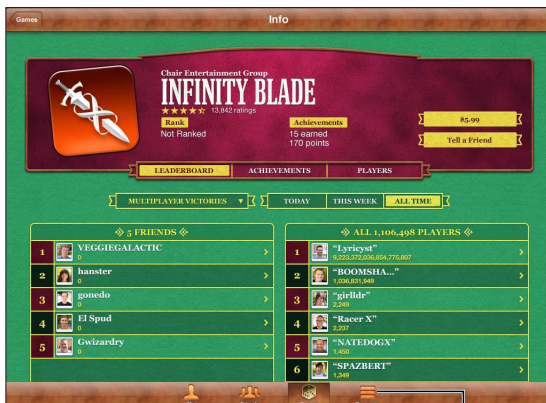 Games
Info
Chair Entertainment Group
INFINITY BLADE
13,842 ratings
Rank
Not Ranked
Achievements
15 earned
170 points
$5.99
Tell a Friend
LEADERBOARD ACHIEVEMENTS PLAYERS
MULTIPLAYER VICTORIES TODAY THIS WEEK ALL TIME
5 FRIENDS
1 VEGGIEGALACTIC
0
2 hanster
0
3 gonedo
0
4 El Spud
0
5 Gwizardry
0
ALL 1,106,498 PLAYERS
1 "Lyricyst"
9,223,372,036,854,775,807
2 "BOOMSHA..."
1,036,831,949
3 "girlldr"
2,249
4 "Racer X"
2,237
5 "NATEDOGX"
1,450
6 "SPAZBERT"
1,349